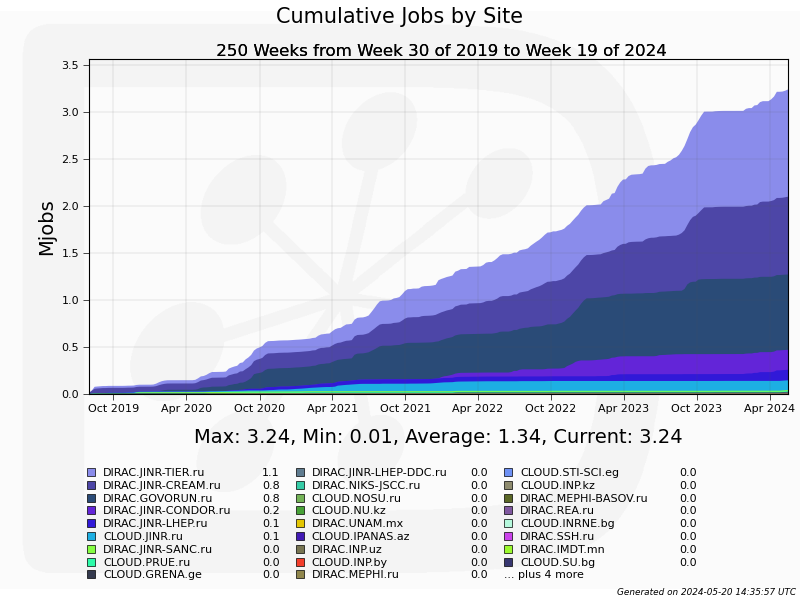 Cumulative Jobs by Site
250 Weeks from Week 30 of 2019 to Week 19 of 2024
3.5
3.0
2.5
2.0
1.5
1.0
0.5
0.0
Mjobs
Oct 2019 Apr 2020 Oct 2020 Apr 2021 Oct 2021 Apr 2022 Oct 2022 Apr 2023 Oct 2023 Apr 2024
Max: 3.24, Min: 0.01, Average: 1.34, Current: 3.24
DIRAC.JINR-TIER.ru 1.1 DIRAC.JINR-LHEP-DDC.ru 0.0 CLOUD.STI-SCI.eg 0.0
DIRAC.JINR-CREAM.ru 0.8 DIRAC.NIKS-JSCC.ru 0.0 CLOUD.INP.kz 0.0
DIRAC.GOVORUN.ru 0.8 CLOUD.NOSU.ru 0.0 DIRAC.MEPHI-BASOV.ru 0.0
DIRAC.JINR-CONDOR.ru 0.2 CLOUD.NU.kz 0.0 DIRAC.REA.ru 0.0
DIRAC.JINR-LHEP.ru 0.1 DIRAC.UNAM.mx 0.0 CLOUD.INRNE.bg 0.0
CLOUD.JINR.ru 0.1 CLOUD.IPANAS.az 0.0 DIRAC.SSH.ru 0.0
DIRAC.JINR-SANC.ru 0.0 DIRAC.INP.uz 0.0 DIRAC.IMDT.mn 0.0
CLOUD.PRUE.ru 0.0 CLOUD.INP.by 0.0 CLOUD.SU.bg 0.0
CLOUD.GRENA.ge 0.0 DIRAC.MEPHI.ru 0.0 ... plus 4 more
Generated on 2024-05-20 14:35:57 UTC